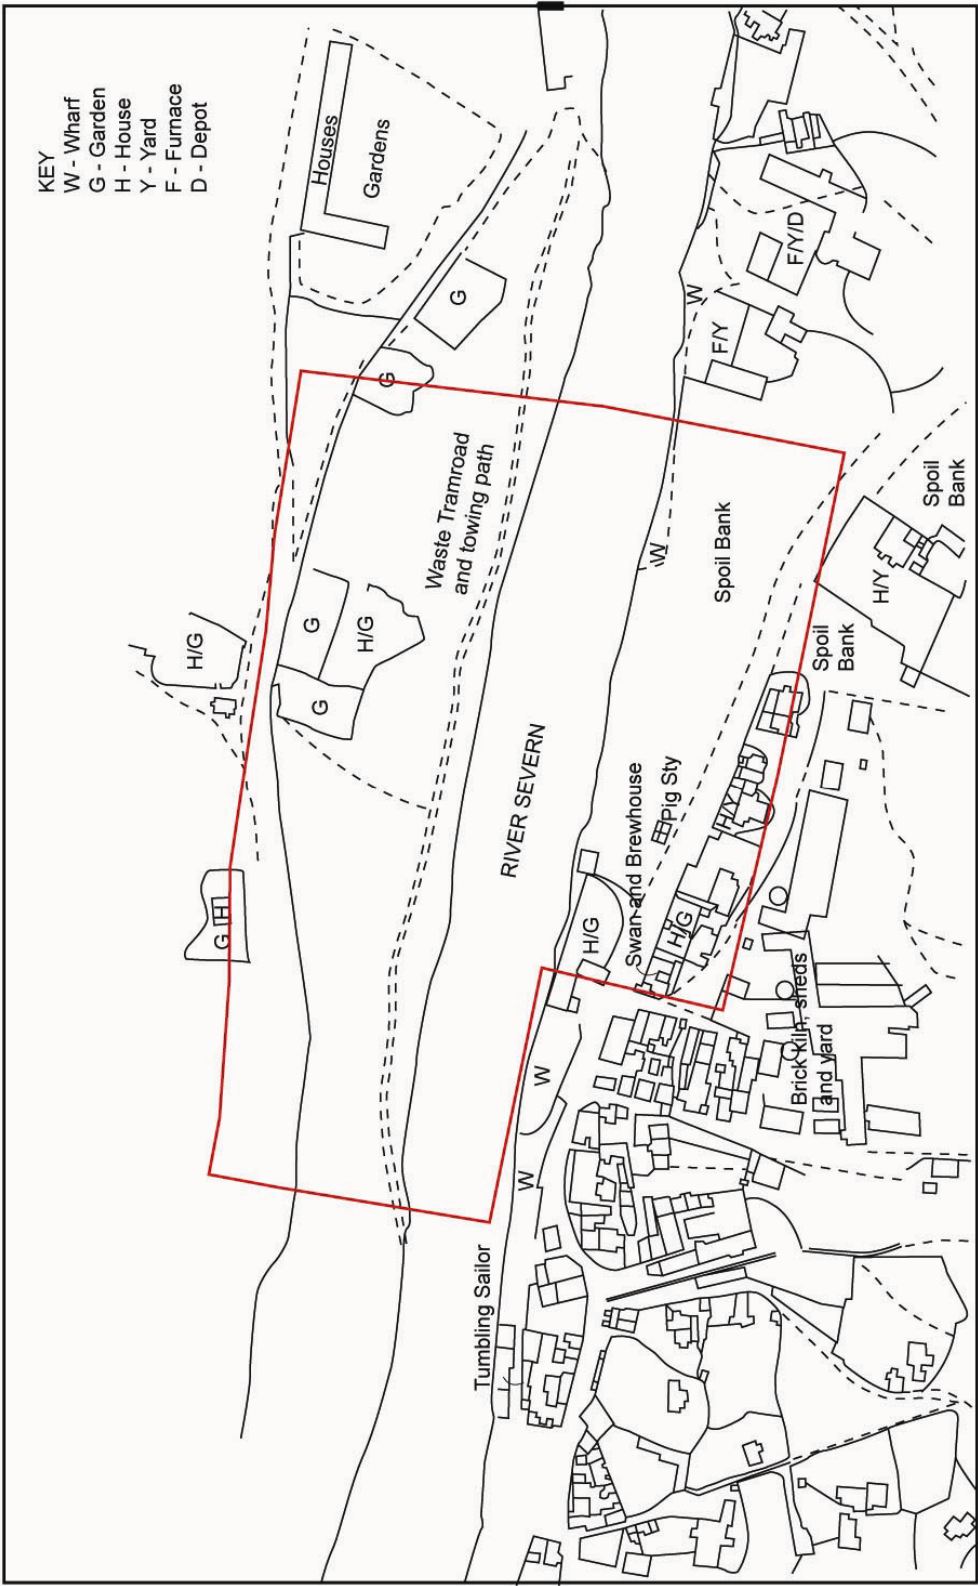 KEY
W - Wharf
G - Garden
H - House
Y - Yard
F - Furnace
D - Depot
Houses
Gardens
G
G
H/G
G
H/G
G
G
H
Waste Tramroad
and towing path
RIVER SEVERN
W
F/Y
F/Y/D
W
Spoil Bank
Spoil
Bank
H/Y
Spoil
Bank
H/Y
Pig Sty
Swan and Brewhouse
H/G
H/G
W
W
Brick kiln, sheds
and yard
Tumbling Sailor